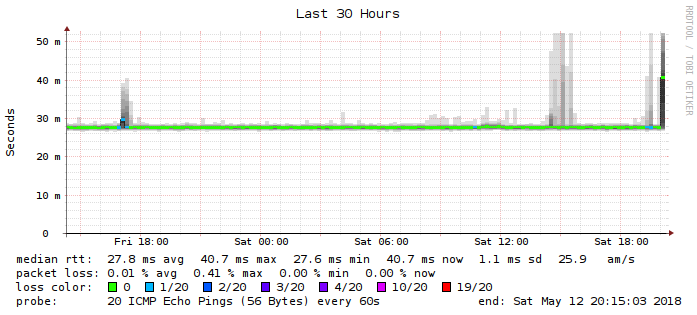 Last 30 Hours
RRDTOOL / TOBI OETIKER
Seconds
50 m
40 m
30 m
20 m
10 m
0
Fri 18:00 Sat 00:00 Sat 06:00 Sat 12:00 Sat 18:00
median rtt: 27.8 ms avg 40.7 ms max 27.6 ms min 40.7 ms now 1.1 ms sd 25.9 am/s
packet loss: 0.01 % avg 0.41 % max 0.00 % min 0.00 % now
loss color: 0 1/20 2/20 3/20 4/20 10/20 19/20
probe: 20 ICMP Echo Pings (56 Bytes) every 60s end: Sat May 12 20:15:03 2018